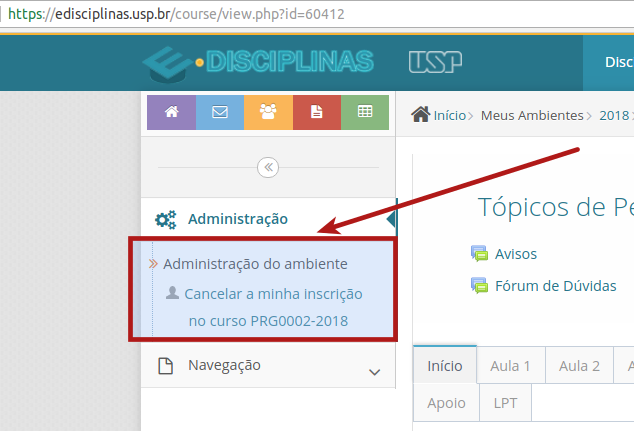 https://edisciplinas.usp.br/course/view.php?id=60412
e-DISCIPLINAS USP Disc
Início> Meus Ambientes> 2018>
Administração
Tópicos de Pe
Administração do ambiente
Avisos
Cancelar a minha inscrição
no curso PRG0002-2018
Fórum de Dúvidas
Navegação
Início Aula 1 Aula 2 A
Apoio LPT